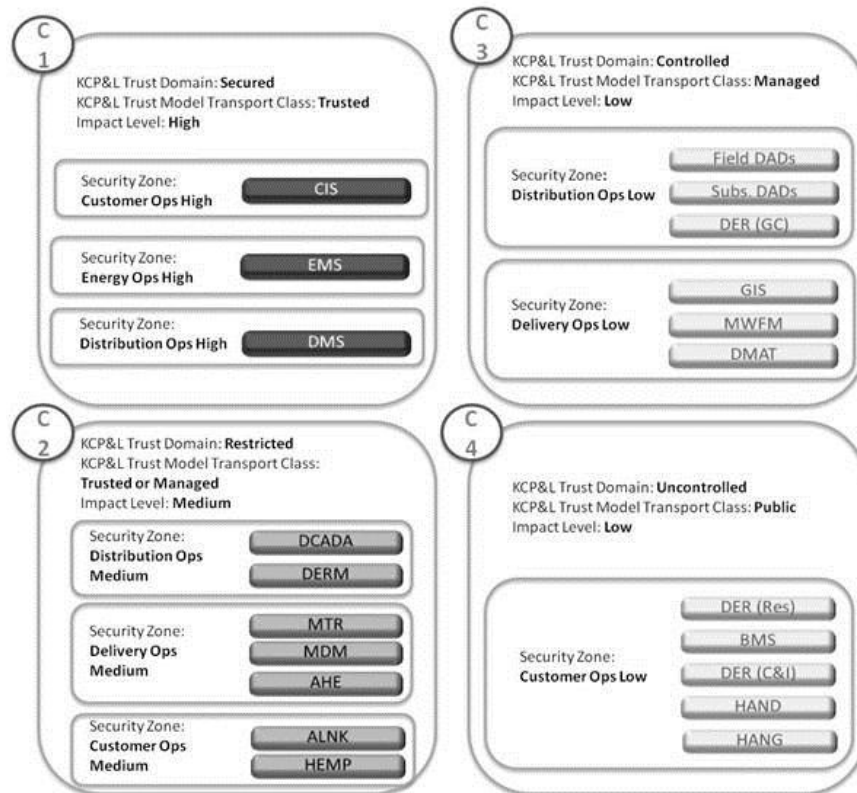 C
1
KCP&L Trust Domain: Secured
KCP&L Trust Model Transport Class: Trusted
Impact Level: High
Security Zone:
Customer Ops High
CIS
Security Zone:
Energy Ops High
EMS
Security Zone:
Distribution Ops High
DMS
C
3
KCP&L Trust Domain: Controlled
KCP&L Trust Model Transport Class: Managed
Impact Level: Low
Security Zone:
Distribution Ops Low
Field DADs
Subs. DADs
DER (GC)
Security Zone:
Delivery Ops Low
GIS
MWFM
DMAT
C
2
KCP&L Trust Domain: Restricted
KCP&L Trust Model Transport Class:
Trusted or Managed
Impact Level: Medium
Security Zone:
Distribution Ops
Medium
DCADA
DERM
Security Zone:
Delivery Ops
Medium
MTR
MDM
AHE
Security Zone:
Customer Ops
Medium
ALNK
HEMP
C
4
KCP&L Trust Domain: Uncontrolled
KCP&L Trust Model Transport Class: Public
Impact Level: Low
Security Zone:
Customer Ops Low
DER (Res)
BMS
DER (C&I)
HAND
HANG